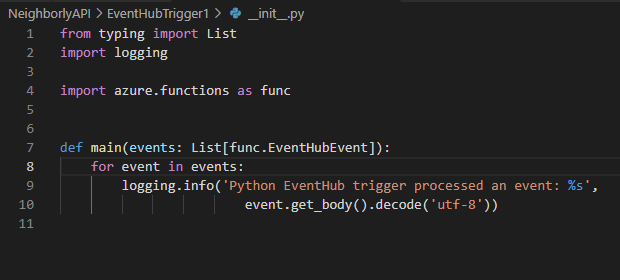 NeighborlyAPI > EventHubTrigger1 > __init__.py
1 from typing import List
2 import logging
3
4 import azure.functions as func
5
6
7 def main(events: List[func.EventHubEvent]):
8     for event in events:
9         logging.info('Python EventHub trigger processed an event: %s',
10                         event.get_body().decode('utf-8'))
11